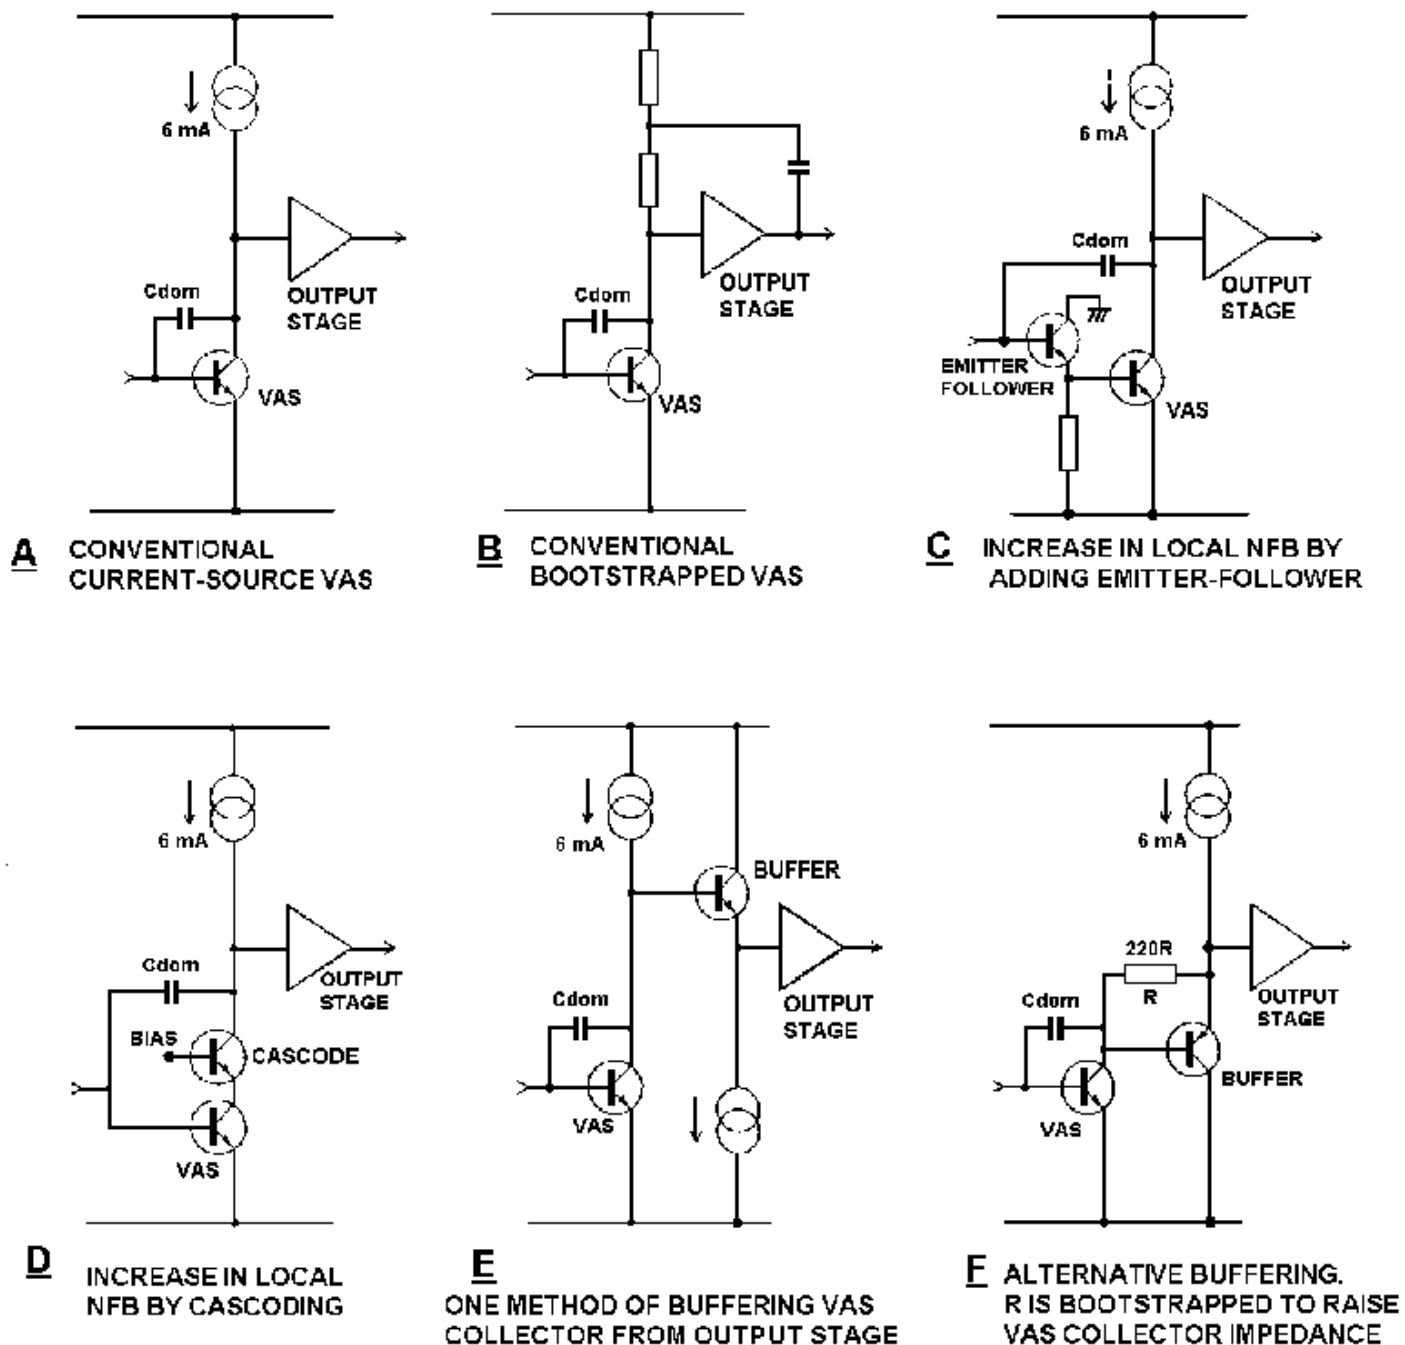 6 mA
Cdom
OUTPUT
STAGE
VAS
A CONVENTIONAL
CURRENT-SOURCE VAS
Cdom
OUTPUT
STAGE
VAS
B CONVENTIONAL
BOOTSTRAPPED VAS
6 mA
Cdom
OUTPUT
STAGE
EMITTER
FOLLOWER
VAS
C INCREASE IN LOCAL NFB BY
ADDING EMITTER-FOLLOWER
6 mA
Cdom
OUTPUT
STAGE
BIAS
CASCODE
VAS
D INCREASE IN LOCAL
NFB BY CASCODING
6 mA
BUFFER
Cdom
OUTPUT
STAGE
VAS
E
ONE METHOD OF BUFFERING VAS
COLLECTOR FROM OUTPUT STAGE
6 mA
220R
R
Cdom
OUTPUT
STAGE
BUFFER
VAS
F ALTERNATIVE BUFFERING.
R IS BOOTSTRAPPED TO RAISE
VAS COLLECTOR IMPEDANCE